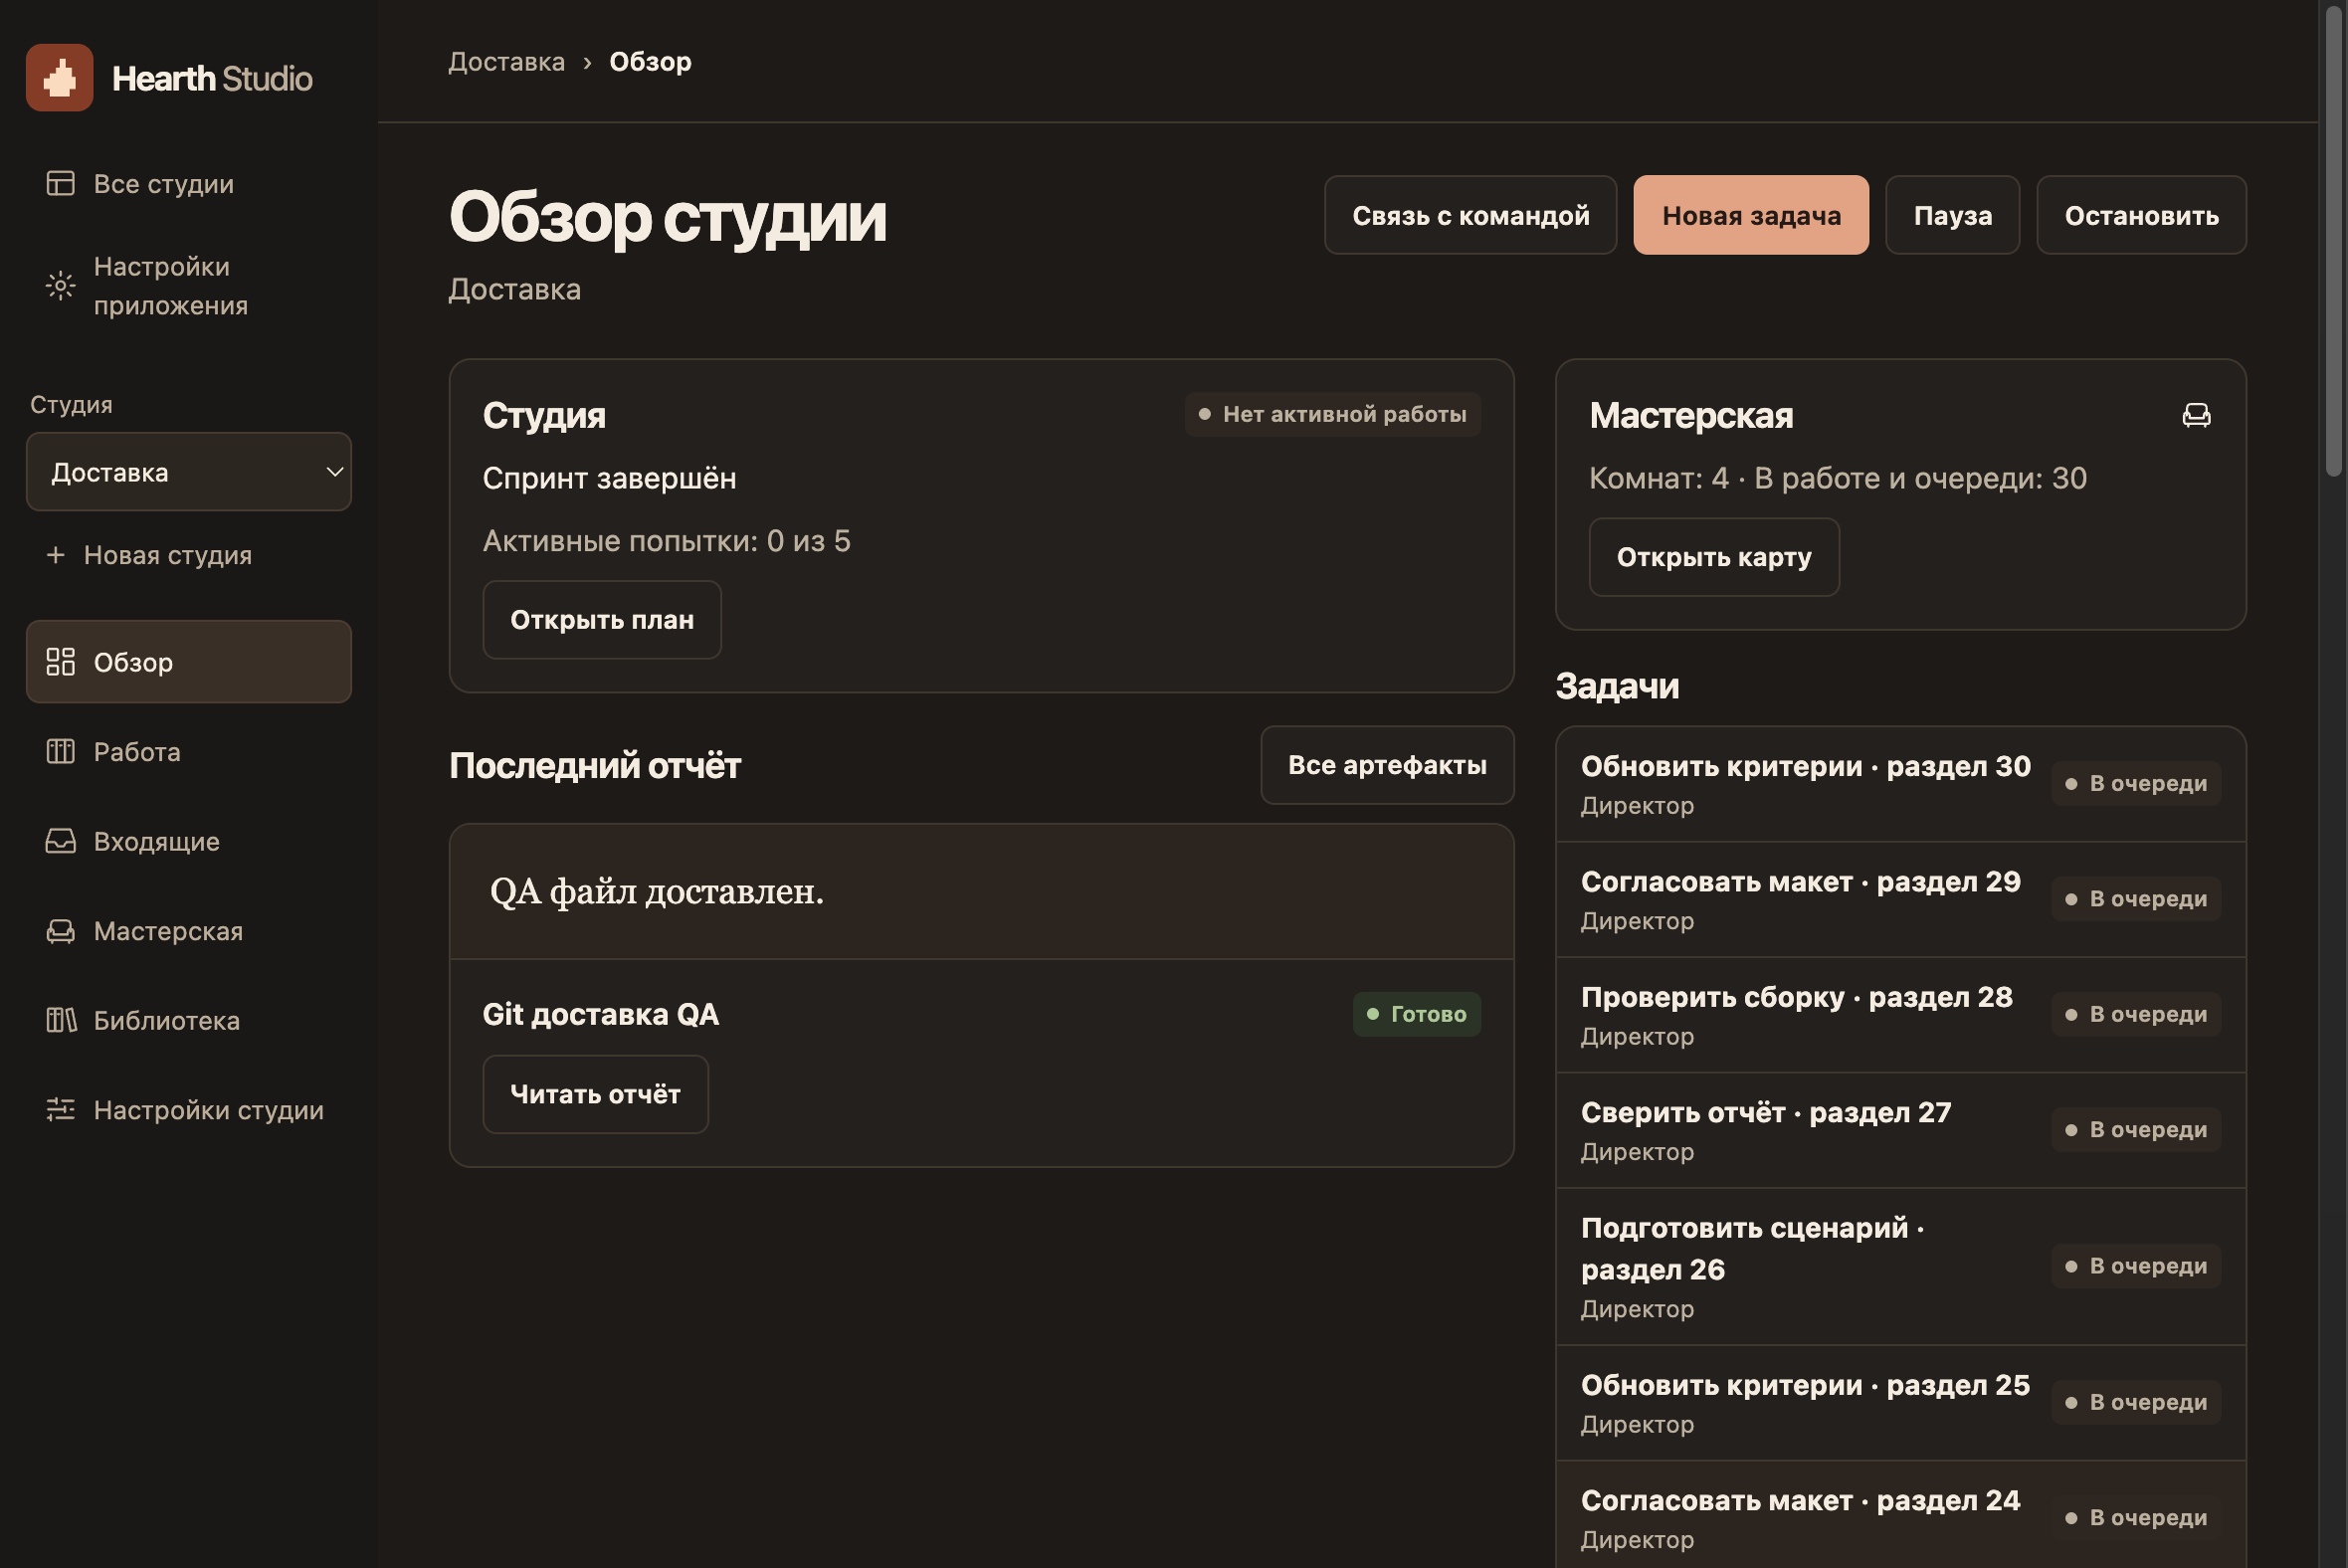 Hearth Studio
Все студии
Настройки
приложения
Студия
Доставка
+ Новая студия
Обзор
Работа
Входящие
Мастерская
Библиотека
Настройки студии
Доставка › Обзор
Обзор студии
Доставка
Связь с командой
Новая задача
Пауза
Остановить
Студия
Нет активной работы
Спринт завершён
Активные попытки: 0 из 5
Открыть план
Последний отчёт
Все артефакты
QA файл доставлен.
Git доставка QA
Готово
Читать отчёт
Мастерская
Комнат: 4 · В работе и очереди: 30
Открыть карту
Задачи
Обновить критерии · раздел 30
Директор
В очереди
Согласовать макет · раздел 29
Директор
В очереди
Проверить сборку · раздел 28
Директор
В очереди
Сверить отчёт · раздел 27
Директор
В очереди
Подготовить сценарий ·
раздел 26
Директор
В очереди
Обновить критерии · раздел 25
Директор
В очереди
Согласовать макет · раздел 24
Директор
В очереди